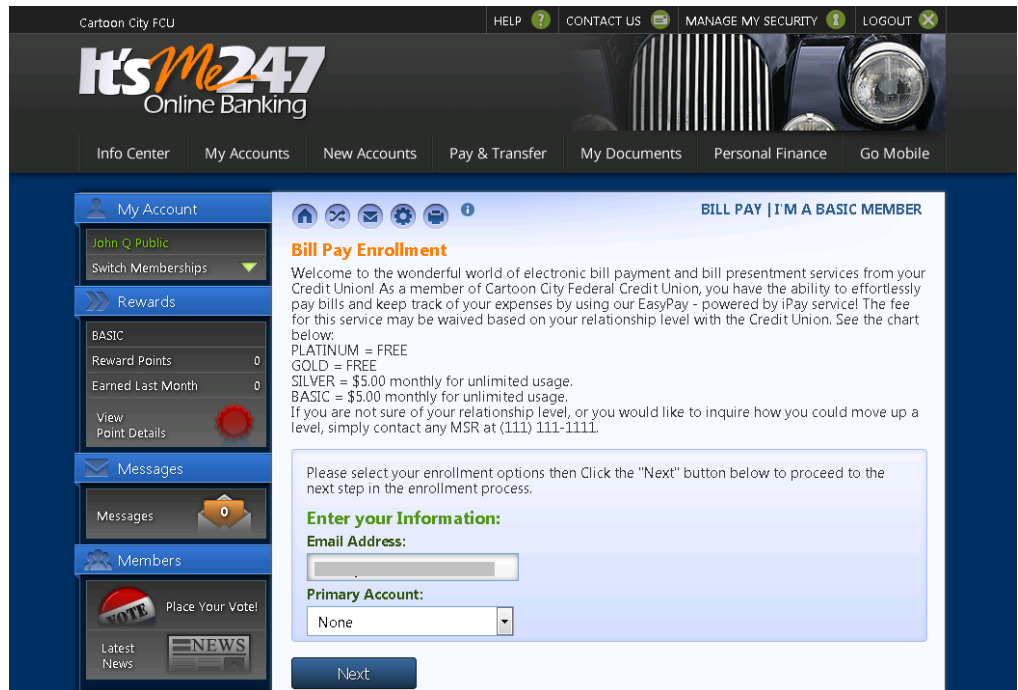 Cartoon City FCU
HELP ?
CONTACT US
MANAGE MY SECURITY
LOGOUT
It'sMe247
Online Banking
Info Center
My Accounts
New Accounts
Pay & Transfer
My Documents
Personal Finance
Go Mobile
My Account
John Q Public
Switch Memberships
Rewards
BASIC
Reward Points 0
Earned Last Month 0
View
Point Details
Messages
Messages 0
Members
VOTE Place Your Vote!
Latest
News
NEWS
BILL PAY | I'M A BASIC MEMBER
Bill Pay Enrollment
Welcome to the wonderful world of electronic bill payment and bill presentment services from your
Credit Union! As a member of Cartoon City Federal Credit Union, you have the ability to effortlessly
pay bills and keep track of your expenses by using our EasyPay - powered by iPay service! The fee
for this service may be waived based on your relationship level with the Credit Union. See the chart
below:
PLATINUM = FREE
GOLD = FREE
SILVER = $5.00 monthly for unlimited usage.
BASIC = $5.00 monthly for unlimited usage.
If you are not sure of your relationship level, or you would like to inquire how you could move up a
level, simply contact any MSR at (111) 111-1111.
Please select your enrollment options then Click the "Next" button below to proceed to the
next step in the enrollment process.
Enter your Information:
Email Address:
Primary Account:
None
Next